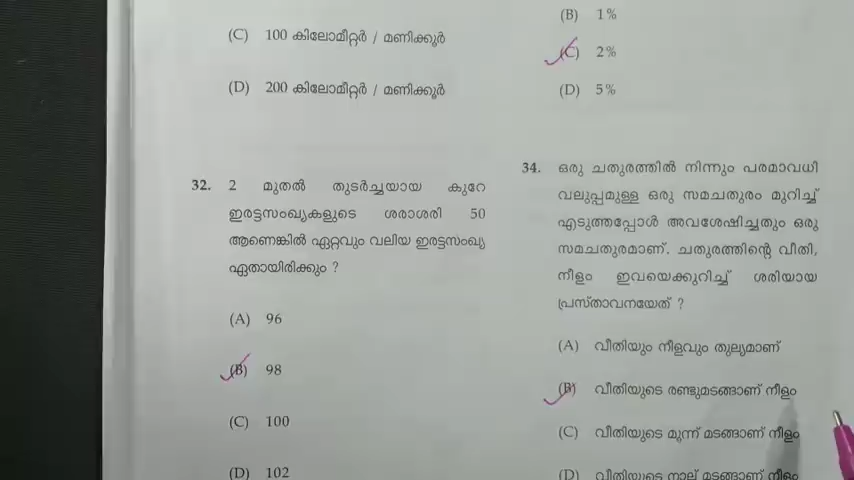 (C) 100 കിലോമീറ്റർ / മണിക്കൂർ
(D) 200 കിലോമീറ്റർ / മണിക്കൂർ
32. 2 മുതൽ തുടർച്ചയായ കുറേ
ഇരട്ടസംഖ്യകളുടെ ശരാശരി 50
ആണെങ്കിൽ ഏറ്റവും വലിയ ഇരട്ടസംഖ്യ
ഏതായിരിക്കും ?
(A) 96
(B) 98
(C) 100
(D) 102
(B) 1%
(C) 2%
(D) 5%
34. ഒരു ചതുരത്തിൽ നിന്നും പരമാവധി
വലുപ്പമുള്ള ഒരു സമചതുരം മുറിച്ച്
എടുത്തപ്പോൾ അവശേഷിച്ചതും ഒരു
സമചതുരമാണ്. ചതുരത്തിന്റെ വീതി,
നീളം ഇവയെക്കുറിച്ച് ശരിയായ
പ്രസ്താവനയേത് ?
(A) വീതിയും നീളവും തുല്യമാണ്
(B) വീതിയുടെ രണ്ടുമടങ്ങാണ് നീളം
(C) വീതിയുടെ മൂന്ന് മടങ്ങാണ് നീളം
(D) വീതിയുടെ നാല് മടങ്ങാണ് നീളം